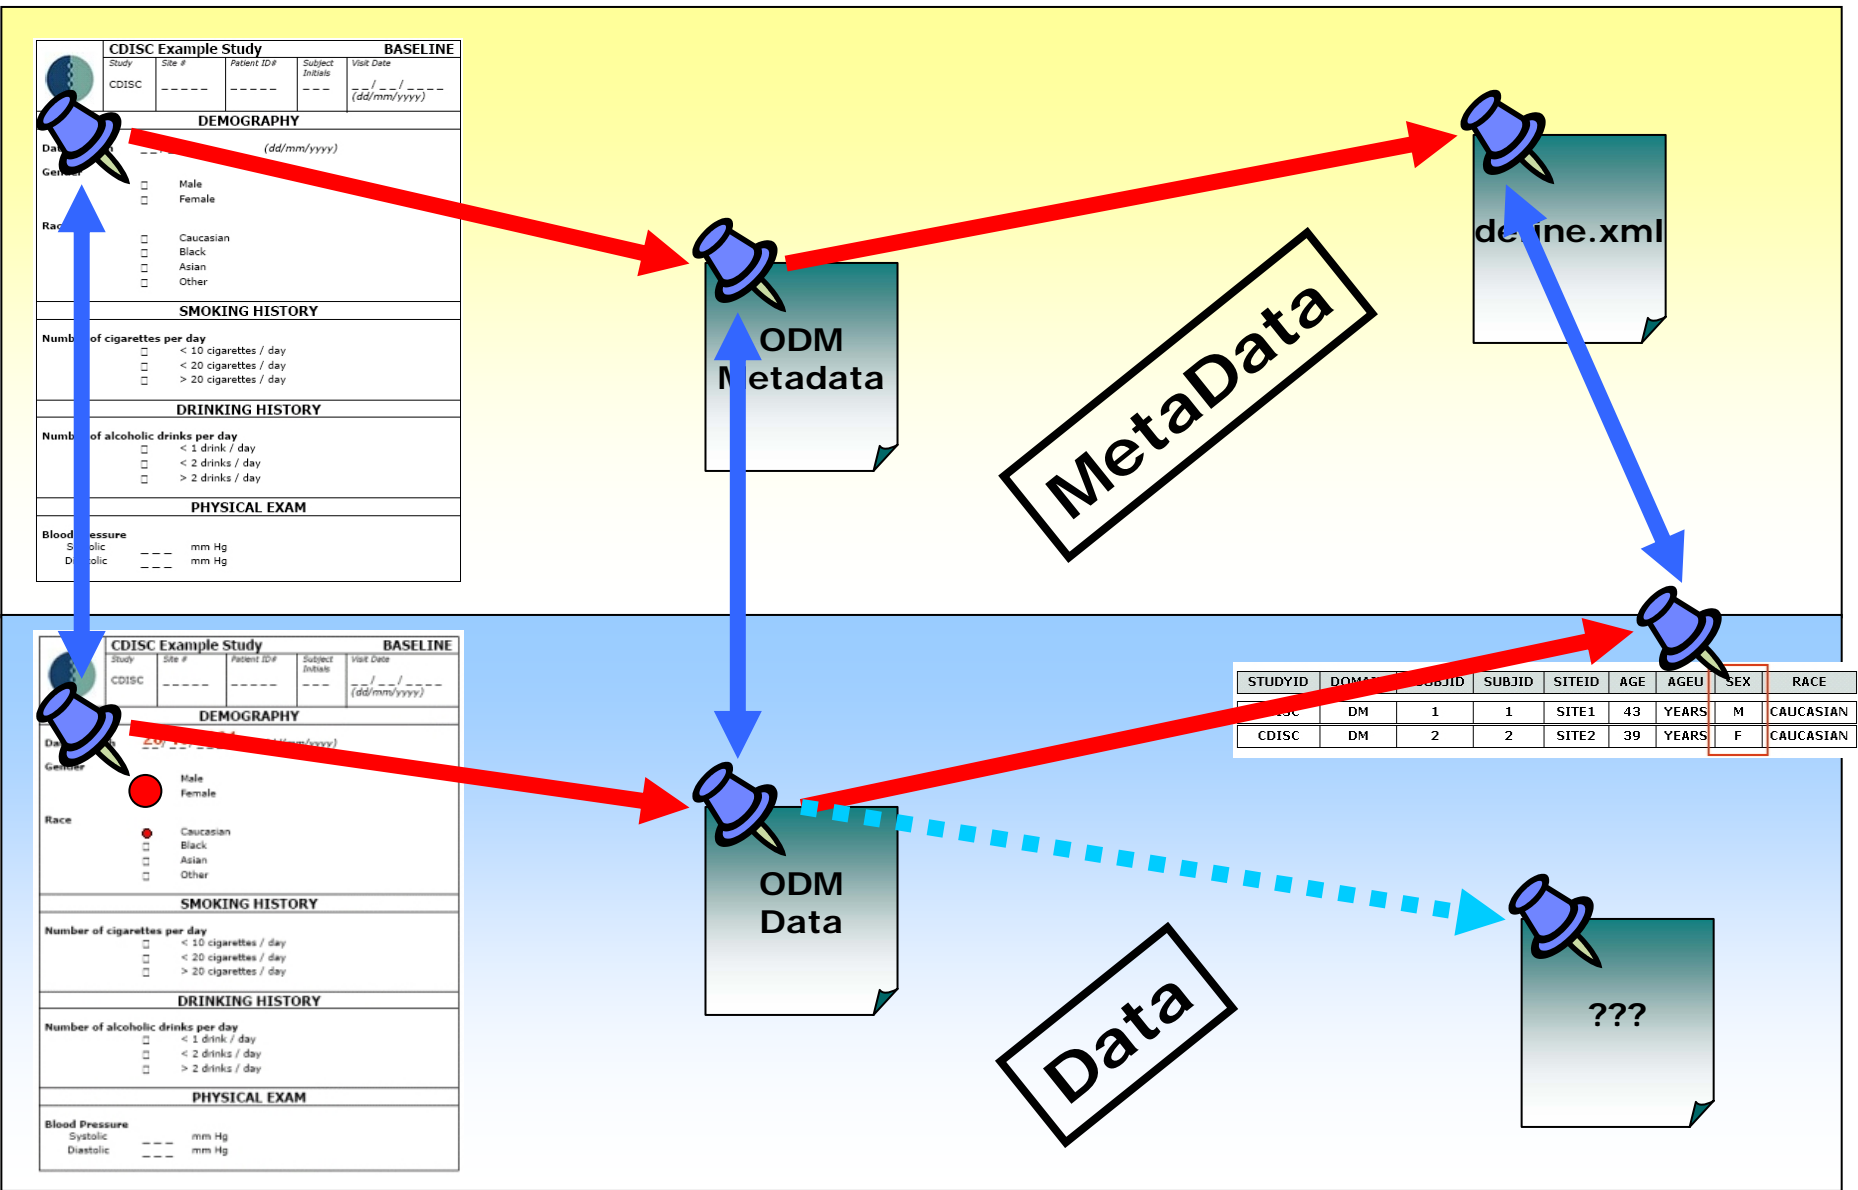 CDISC Example Study BASELINE
Study Site # Patient ID# Subject Initials Visit Date
CDISC _ _ _ _ _ _ _ _ _ _ _ _ _ _ _/_ _/_ _ _ _
(dd/mm/yyyy)
DEMOGRAPHY
(dd/mm/yyyy)
Male
Female
Caucasian
Black
Asian
Other
SMOKING HISTORY
Number of cigarettes per day
< 10 cigarettes / day
< 20 cigarettes / day
> 20 cigarettes / day
DRINKING HISTORY
Number of alcoholic drinks per day
< 1 drink / day
< 2 drinks / day
> 2 drinks / day
PHYSICAL EXAM
Blood Pressure
Systolic _ _ _ mm Hg
Diastolic _ _ _ mm Hg
ODM
Metadata
define.xml
MetaData
CDISC Example Study BASELINE
Study Site # Patient ID# Subject Initials Visit Date
CDISC _ _ _ _ _ _ _ _ _ _ _ _ _ _ _/_ _/_ _ _ _
(dd/mm/yyyy)
DEMOGRAPHY
Gender
Male
Female
Race
Caucasian
Black
Asian
Other
SMOKING HISTORY
Number of cigarettes per day
< 10 cigarettes / day
< 20 cigarettes / day
> 20 cigarettes / day
DRINKING HISTORY
Number of alcoholic drinks per day
< 1 drink / day
< 2 drinks / day
> 2 drinks / day
PHYSICAL EXAM
Blood Pressure
Systolic _ _ _ mm Hg
Diastolic _ _ _ mm Hg
ODM
Data
STUDYID SUBJID SITEID AGE AGEU SEX RACE
DM 1 1 SITE1 43 YEARS M CAUCASIAN
CDISC DM 2 2 SITE2 39 YEARS F CAUCASIAN
???
Data